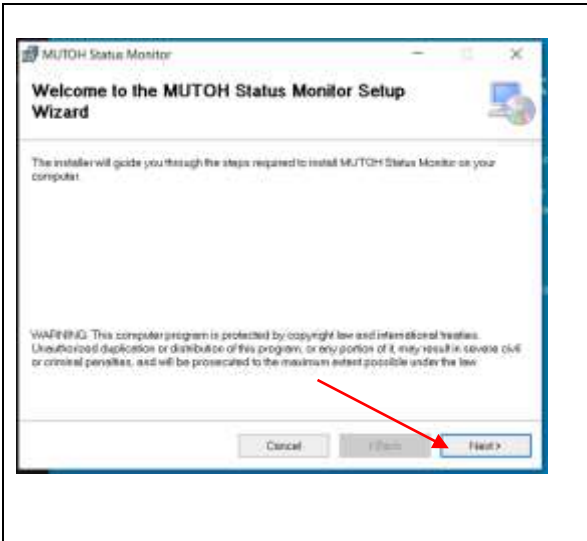 MUTOH Status Monitor
Welcome to the MUTOH Status Monitor Setup
Wizard
The installer will guide you through the steps required to install MUTOH Status Monitor on your
computer.
WARNING: This computer program is protected by copyright law and international treaties.
Unauthorized duplication or distribution of this program, or any portion of it, may result in severe civil
or criminal penalties, and will be prosecuted to the maximum extent possible under the law.
Cancel
< Back
Next >